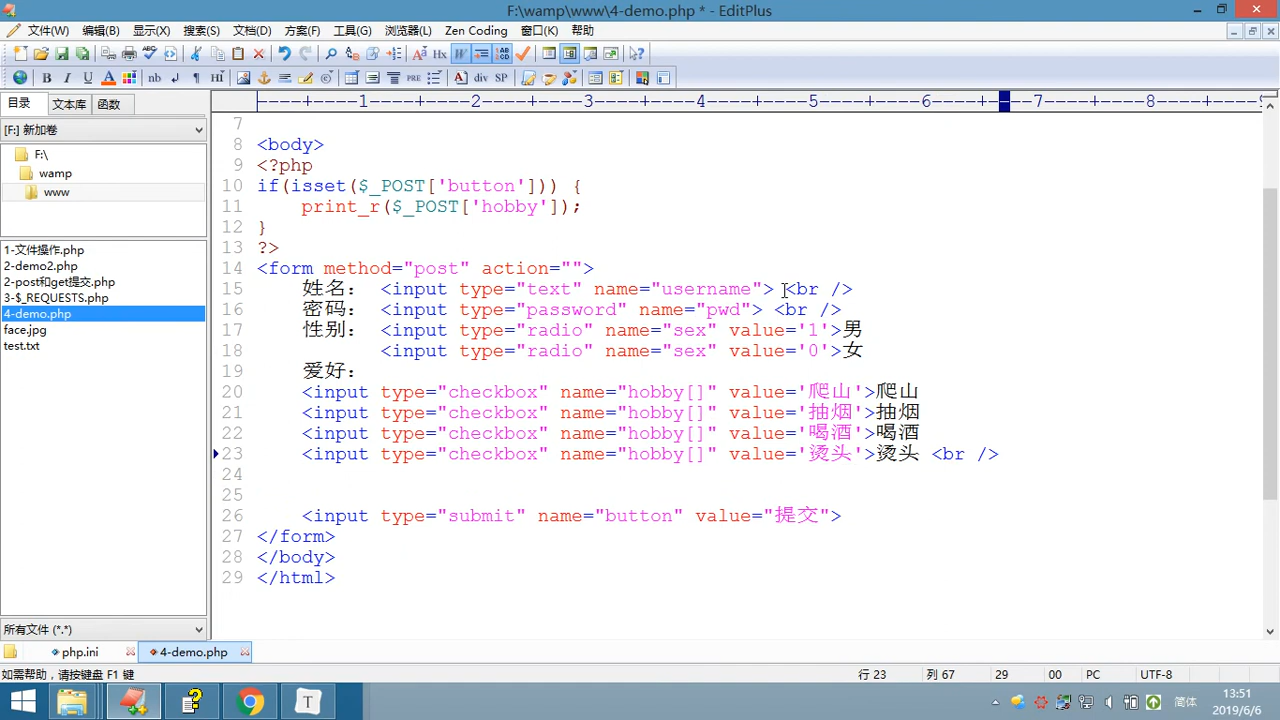 F:\wamp\www\4-demo.php * - EditPlus
文件(W) 编辑(B) 显示(X) 搜索(S) 文档(D) 方案(F) 工具(G) 浏览器(L) Zen Coding 窗口(K) 帮助
目录 文本库 函数
[F:] 新加卷
F:\
wamp
www
1-文件操作.php
2-demo2.php
2-post和get提交.php
3-$_REQUESTS.php
4-demo.php
face.jpg
test.txt
所有文件 (*.*)
----+----1----+----2----+----3----+----4----+----5----+----6----+----7----+----8----+----9
7
8 <body>
9 <?php
10 if(isset($_POST['button'])) {
11 print_r($_POST['hobby']);
12 }
13 ?>
14 <form method="post" action="">
15 姓名: <input type="text" name="username"> <br />
16 密码: <input type="password" name="pwd"> <br />
17 性别: <input type="radio" name="sex" value='1'>男
18 <input type="radio" name="sex" value='0'>女
19 爱好:
20 <input type="checkbox" name="hobby[]" value='爬山'>爬山
21 <input type="checkbox" name="hobby[]" value='抽烟'>抽烟
22 <input type="checkbox" name="hobby[]" value='喝酒'>喝酒
23 <input type="checkbox" name="hobby[]" value='烫头'>烫头 <br />
24
25
26 <input type="submit" name="button" value="提交">
27 </form>
28 </body>
29 </html>
php.ini 4-demo.php
如需帮助，请按键盘 F1 键 行 23 列 67 29 00 PC UTF-8
简体 13:51
2019/6/6